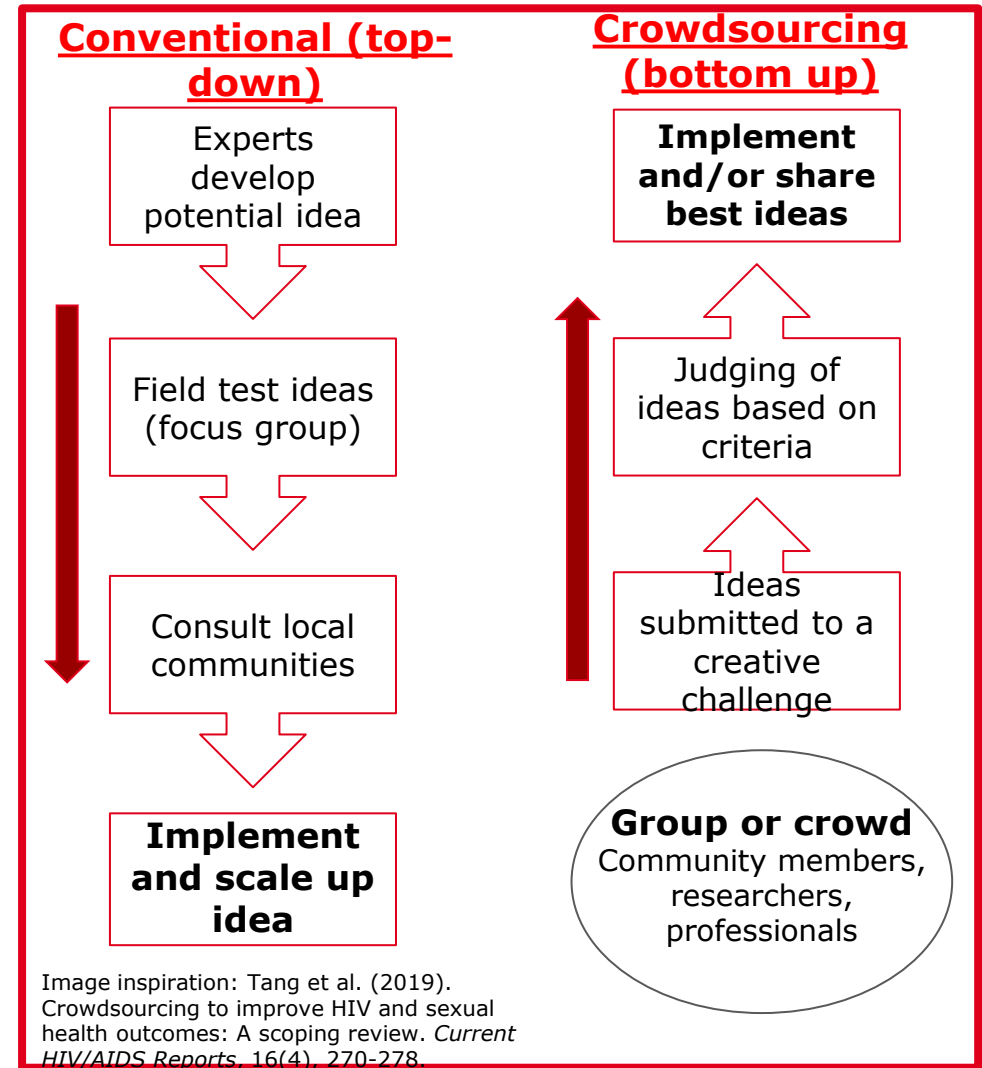 Conventional (top-
down)
Experts
develop
potential idea
Field test ideas
(focus group)
Consult local
communities
Implement
and scale up
idea
Image inspiration: Tang et al. (2019).
Crowdsourcing to improve HIV and sexual
health outcomes: A scoping review. Current
HIV/AIDS Reports, 16(4), 270-278.
Crowdsourcing
(bottom up)
Implement
and/or share
best ideas
Judging of
ideas based on
criteria
Ideas
submitted to a
creative
challenge
Group or crowd
Community members,
researchers,
professionals